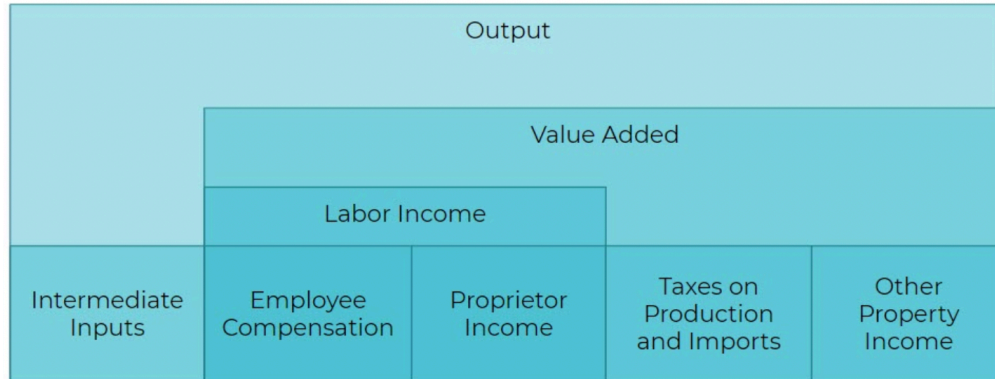 Output
Value Added
Labor Income
Intermediate
Inputs
Employee
Compensation
Proprietor
Income
Taxes on
Production
and Imports
Other
Property
Income